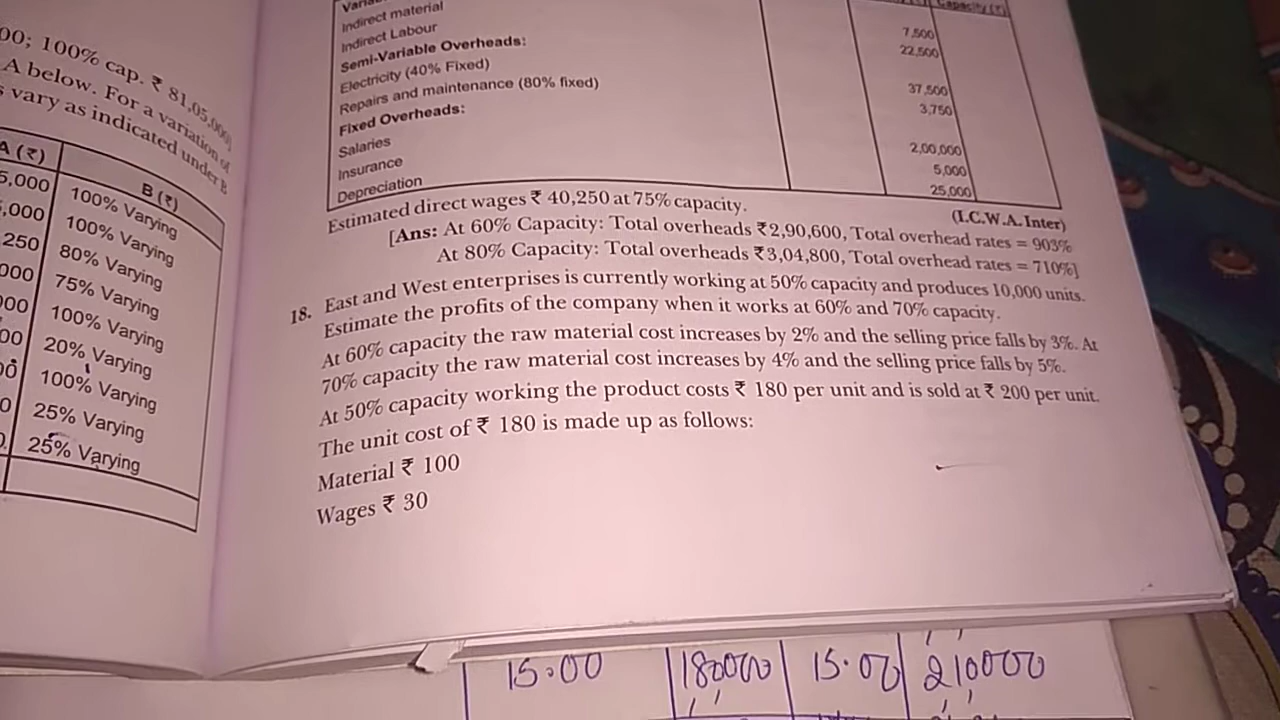 00; 100% cap. ₹ 81,05,000]
A below. For a variation of
s vary as indicated under B
A (₹) B (₹)
5,000 100% Varying
,000 100% Varying
250 80% Varying
000 75% Varying
000 100% Varying
00 20% Varying
00 100% Varying
0 25% Varying
0. 25% Varying
Capacity (₹)
Indirect material 7,500
Indirect Labour 22,500
Semi-Variable Overheads:
Electricity (40% Fixed) 37,500
Repairs and maintenance (80% fixed) 3,750
Fixed Overheads:
Salaries 2,00,000
Insurance 5,000
Depreciation 25,000
Estimated direct wages ₹ 40,250 at 75% capacity.
(I.C.W.A. Inter)
[Ans: At 60% Capacity: Total overheads ₹2,90,600, Total overhead rates = 903%
At 80% Capacity: Total overheads ₹3,04,800, Total overhead rates = 710%]
18. East and West enterprises is currently working at 50% capacity and produces 10,000 units.
Estimate the profits of the company when it works at 60% and 70% capacity.
At 60% capacity the raw material cost increases by 2% and the selling price falls by 3%. At
70% capacity the raw material cost increases by 4% and the selling price falls by 5%.
At 50% capacity working the product costs ₹ 180 per unit and is sold at ₹ 200 per unit.
The unit cost of ₹ 180 is made up as follows:
Material ₹ 100
Wages ₹ 30
15.00 180000 15.00 210000